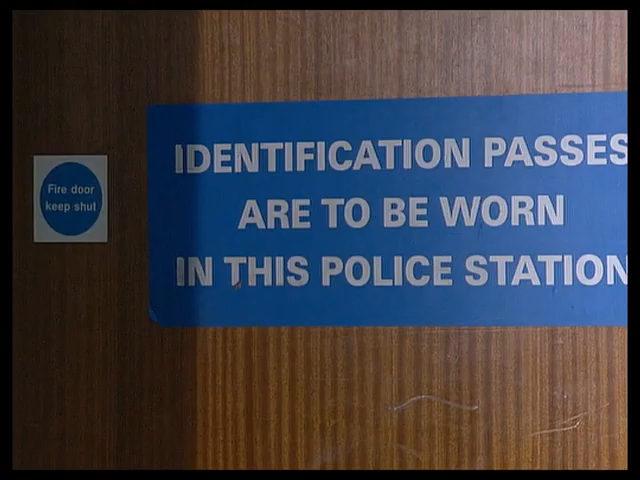 Fire door
keep shut
IDENTIFICATION PASSES
ARE TO BE WORN
IN THIS POLICE STATION